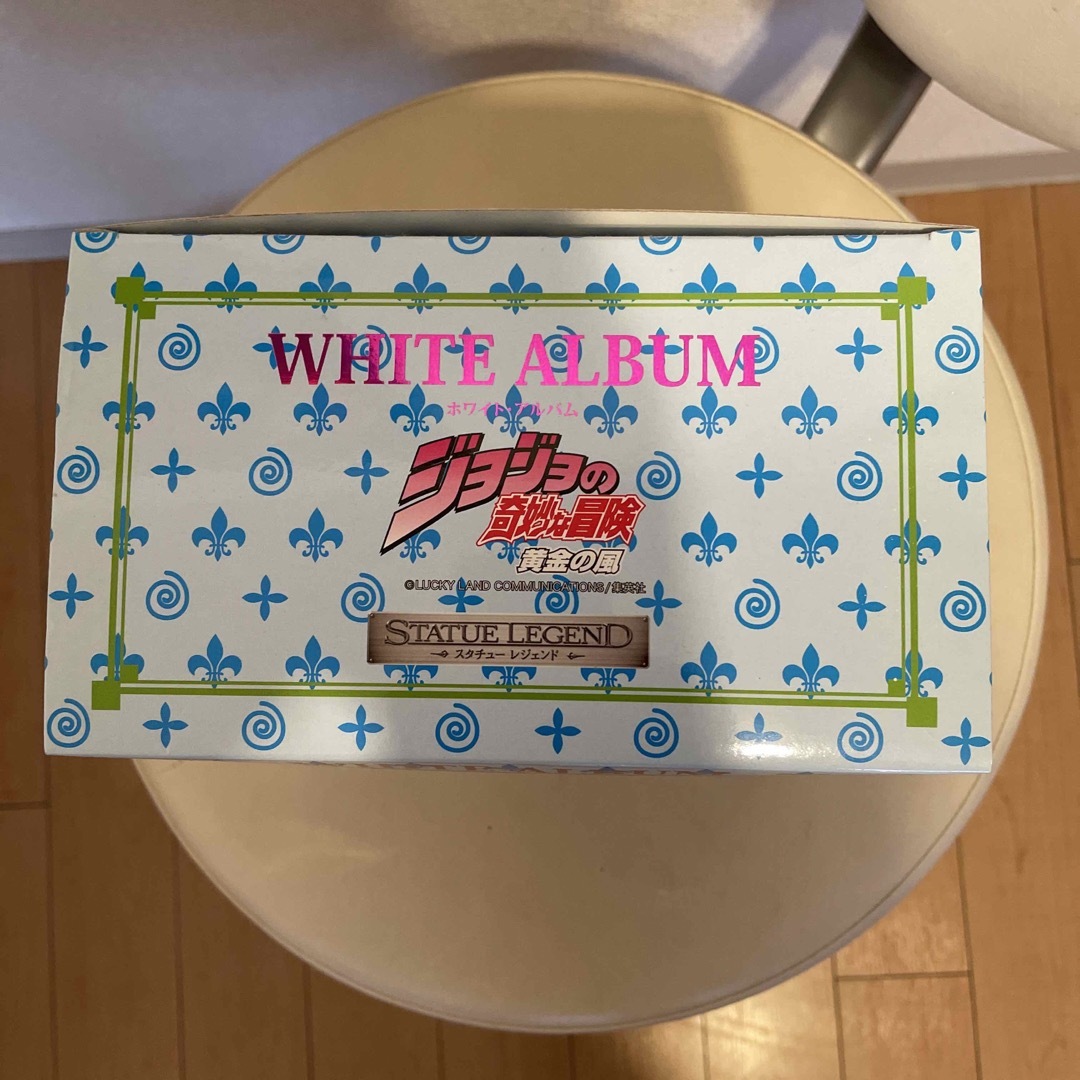 WHITE ALBUM
ホワイト・アルバム
ジョジョの
奇妙な冒険
黄金の風
©LUCKY LAND COMMUNICATIONS/集英社
STATUE LEGEND
スタチュー レジェンド
WHITE ALBUM